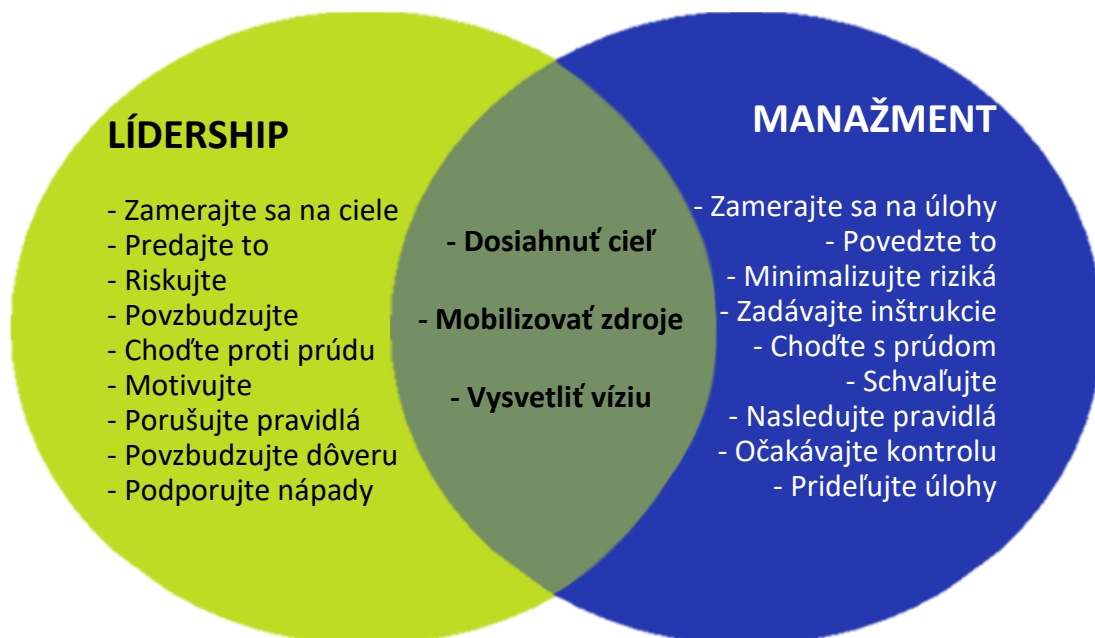 LÍDERSHIP
- Zamerajte sa na ciele
- Predajte to
- Riskujte
- Povzbudzujte
- Choďte proti prúdu
- Motivujte
- Porušujte pravidlá
- Povzbudzujte dôveru
- Podporujte nápady
- Dosiahnuť cieľ
- Mobilizovať zdroje
- Vysvetliť víziu
MANAŽMENT
- Zamerajte sa na úlohy
- Povedzte to
- Minimalizujte riziká
- Zadávajte inštrukcie
- Choďte s prúdom
- Schvaľujte
- Nasledujte pravidlá
- Očakávajte kontrolu
- Prideľujte úlohy